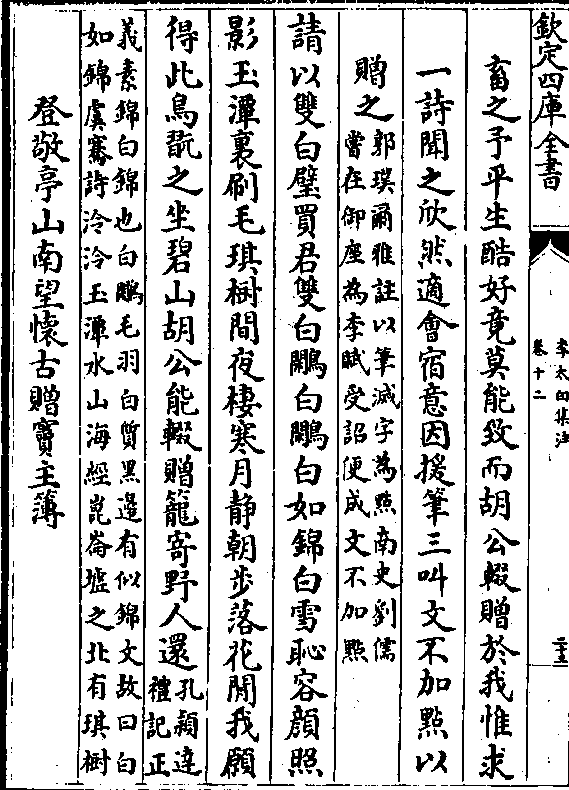 欽定四庫全書
李太白集注
卷十二
二十三
畜之予平生酷好竟莫能致而胡公輟贈於我惟求
一詩聞之欣然適會宿意因援筆三叫文不加點以
贈之
郭璞爾雅註以筆滅字為點南史劉儒
嘗在御座為李賦受詔便成文不加點
請以雙白璧買君雙白鷴白鷴白如錦白雪恥容顏照
影玉潭裏刷毛琪樹間夜棲寒月静朝步落花閒我願
得此鳥翫之坐碧山胡公能輟贈籠寄野人還
孔穎達
禮記正
義素錦白錦也白鷴毛羽白質黑邊有似錦文故曰白
如錦虞騫詩泠泠玉潭水山海經崑崙墟之北有琪樹
登敬亭山南望懷古贈竇主簿